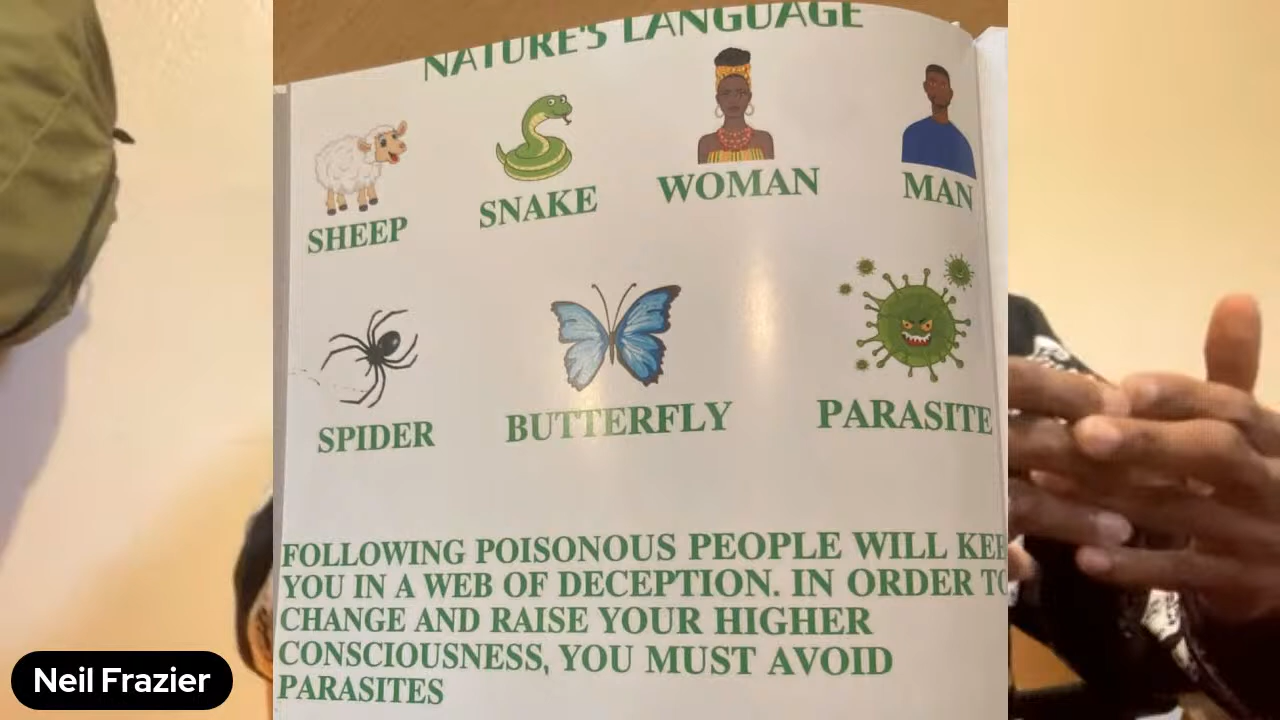 NATURE'S LANGUAGE
SHEEP
SNAKE
WOMAN
MAN
SPIDER
BUTTERFLY
PARASITE
FOLLOWING POISONOUS PEOPLE WILL
YOU IN A WEB OF DECEPTION. IN ORDER TO
CHANGE AND RAISE YOUR HIGHER
CONSCIOUSNESS, YOU MUST AVOID
PARASITES
Neil Frazier